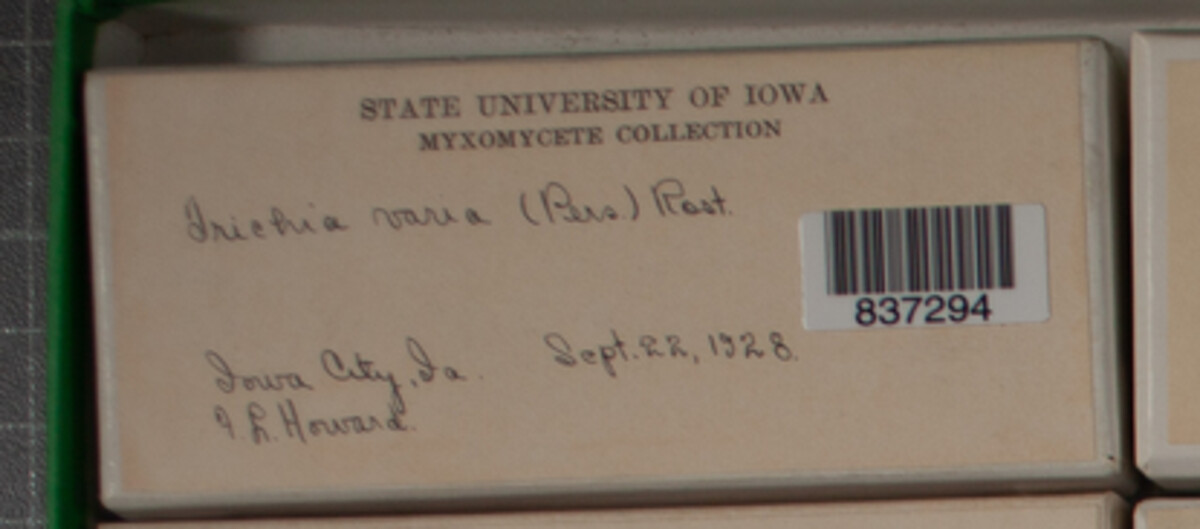 STATE UNIVERSITY OF IOWA
MYXOMYCETE COLLECTION
Trichia varia (Pers.) Rost.
837294
Iowa City, Ia. Sept. 22, 1928.
F. L. Howard.